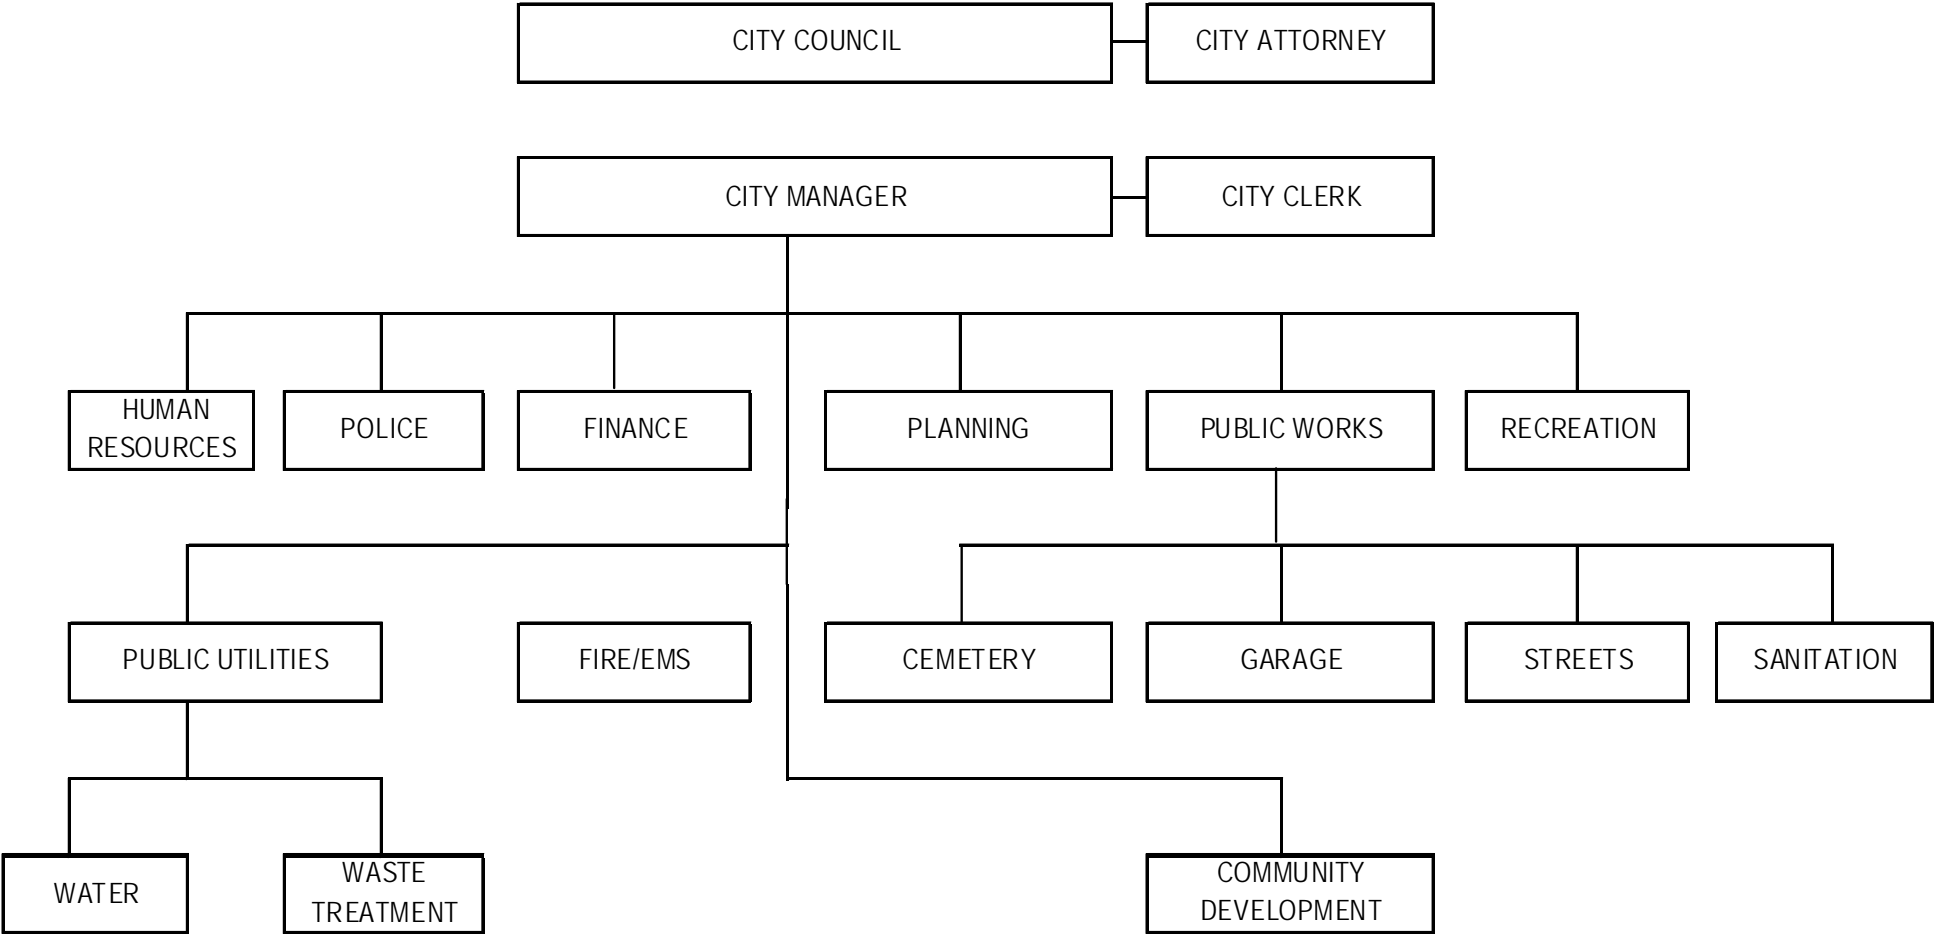 CITY COUNCIL
CITY ATTORNEY
CITY MANAGER
CITY CLERK
HUMAN
RESOURCES
POLICE
FINANCE
PLANNING
PUBLIC WORKS
RECREATION
PUBLIC UTILITIES
FIRE/EMS
CEMETERY
GARAGE
STREETS
SANITATION
WATER
WASTE
TREATMENT
COMMUNITY
DEVELOPMENT